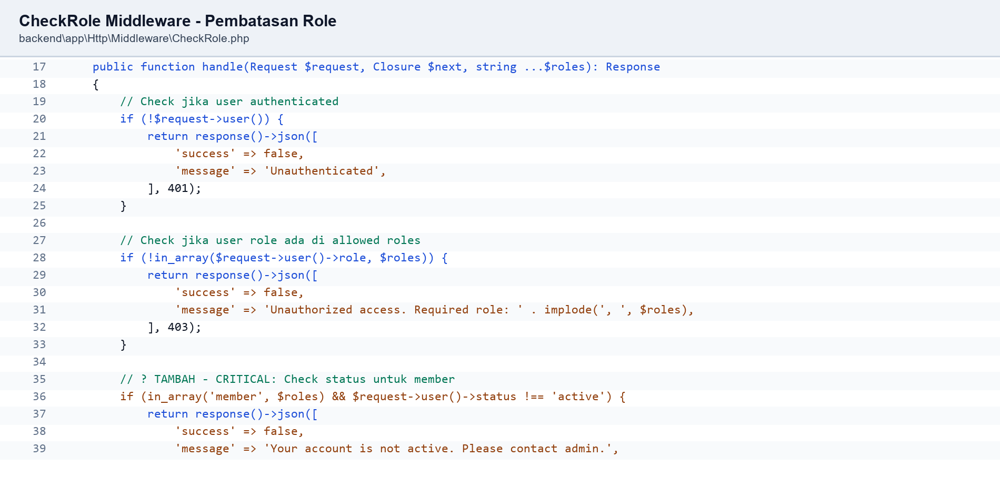 CheckRole Middleware - Pembatasan Role
backend\app\Http\Middleware\CheckRole.php
17 public function handle(Request $request, Closure $next, string ...$roles): Response
18 {
19 // Check jika user authenticated
20 if (!$request->user()) {
21 return response()->json([
22 'success' => false,
23 'message' => 'Unauthenticated',
24 ], 401);
25 }
26
27 // Check jika user role ada di allowed roles
28 if (!in_array($request->user()->role, $roles)) {
29 return response()->json([
30 'success' => false,
31 'message' => 'Unauthorized access. Required role: ' . implode(', ', $roles),
32 ], 403);
33 }
34
35 // ? TAMBAH - CRITICAL: Check status untuk member
36 if (in_array('member', $roles) && $request->user()->status !== 'active') {
37 return response()->json([
38 'success' => false,
39 'message' => 'Your account is not active. Please contact admin.',